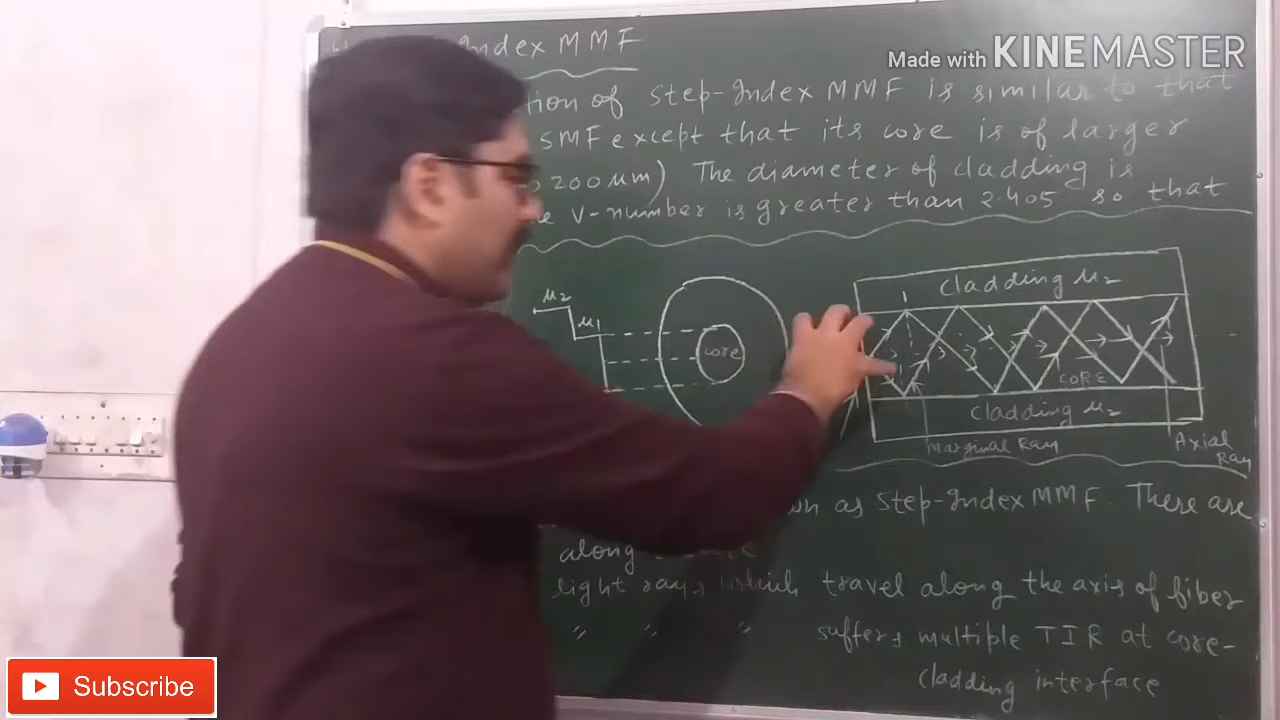 Made with KINEMASTER
Index MMF
tion of Step-Index MMF is similar to that
SMF except that its core is of larger
200 μm) The diameter of cladding is
V-number is greater than 2.405 so that
μ2
μ1
core
cladding μ2
CORE
cladding μ2
Marginal Ray
Axial
Ray
as Step-Index MMF. There are
along
light rays which travel along the axis of fiber
〃 〃 〃 suffers multiple TIR at core-
cladding interface
Subscribe